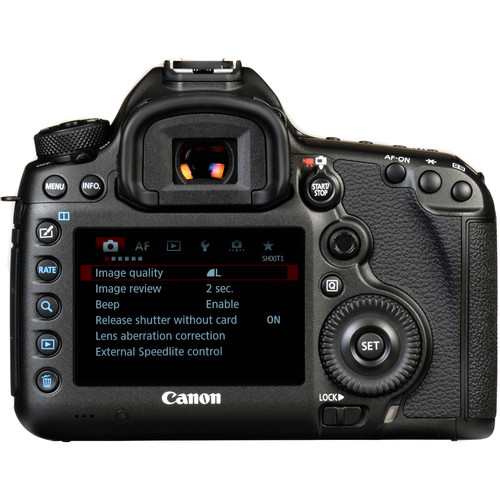 AF-ON
MENU
INFO.
START/
STOP
AF
SHOOT1
RATE
Image quality
L
Image review
2 sec.
Beep
Enable
Release shutter without card
ON
Lens aberration correction
External Speedlite control
Q
SET
Canon
LOCK